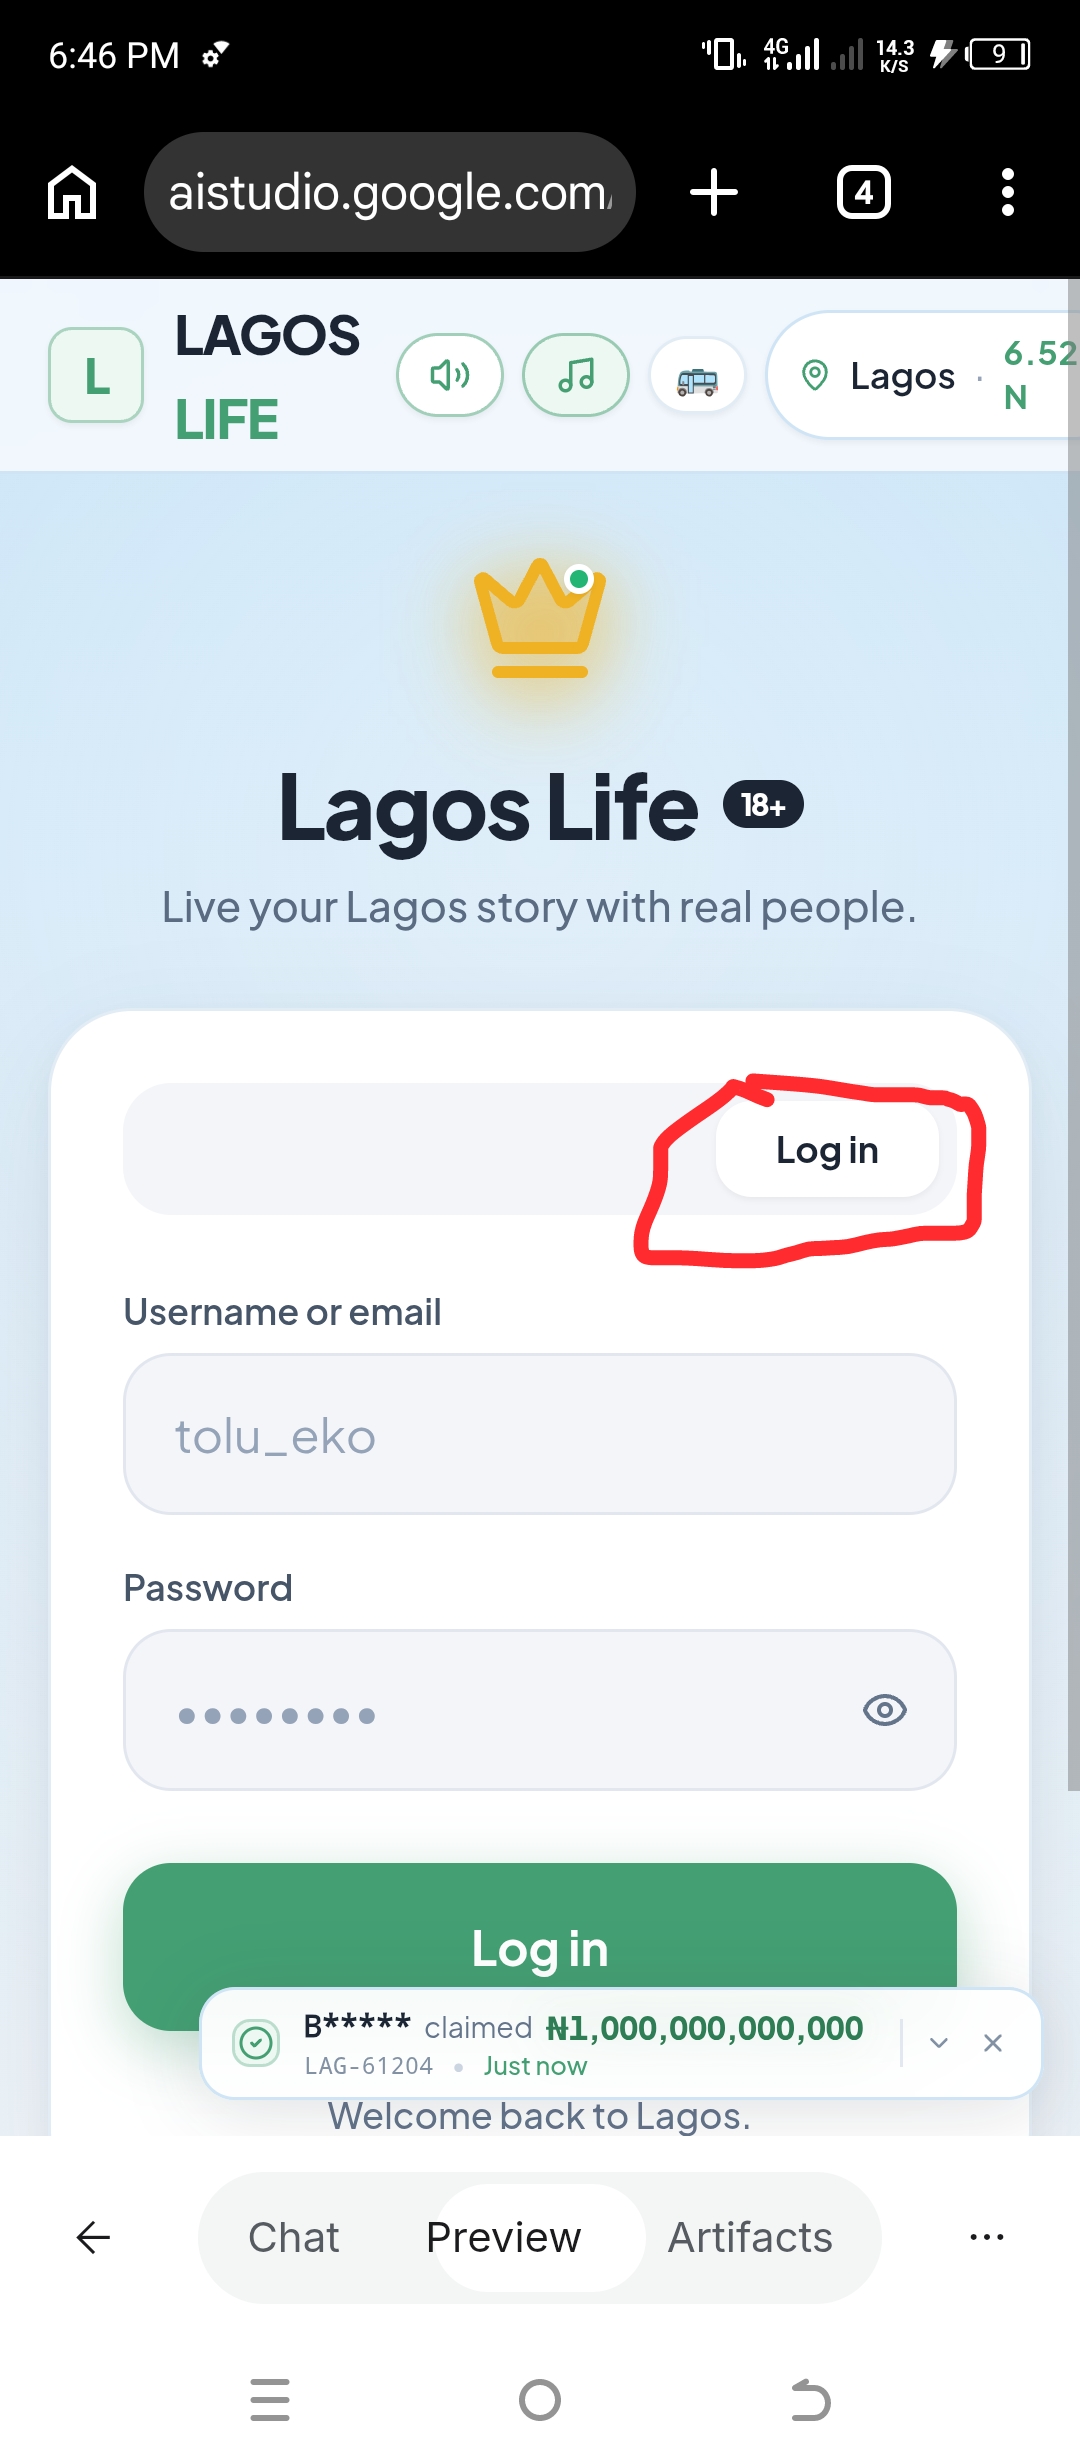 6:46 PM
4G
14.3
K/S
9
aistudio.google.com/
4
L
LAGOS
LIFE
Lagos · 6.52
N
Lagos Life 18+
Live your Lagos story with real people.
Log in
Username or email
tolu_eko
Password
Log in
B***** claimed ₦1,000,000,000,000
LAG-61204 • Just now
Welcome back to Lagos.
Chat
Preview
Artifacts